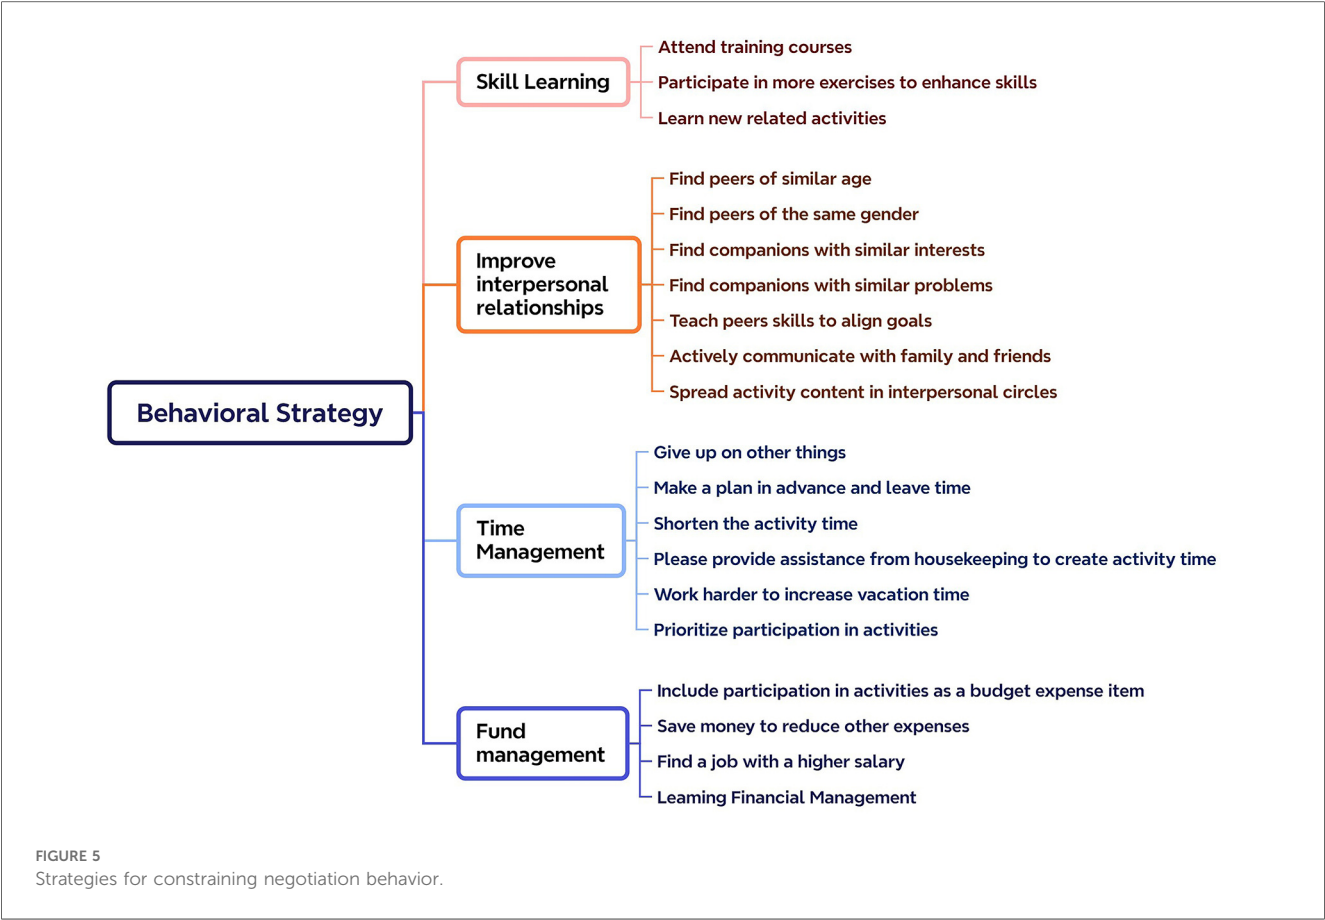 Behavioral Strategy
Skill Learning
Attend training courses
Participate in more exercises to enhance skills
Learn new related activities
Improve
interpersonal
relationships
Find peers of similar age
Find peers of the same gender
Find companions with similar interests
Find companions with similar problems
Teach peers skills to align goals
Actively communicate with family and friends
Spread activity content in interpersonal circles
Time
Management
Give up on other things
Make a plan in advance and leave time
Shorten the activity time
Please provide assistance from housekeeping to create activity time
Work harder to increase vacation time
Prioritize participation in activities
Fund
management
Include participation in activities as a budget expense item
Save money to reduce other expenses
Find a job with a higher salary
Leaming Financial Management
FIGURE 5
Strategies for constraining negotiation behavior.